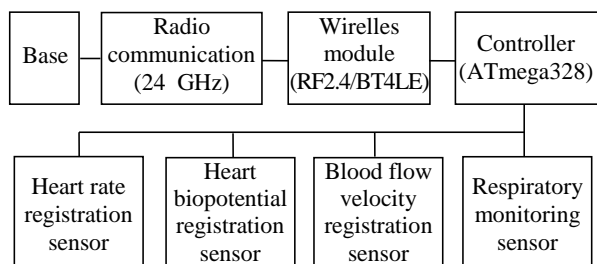 Base
Radio
communication
(24 GHz)
Wirelles
module
(RF2.4/BT4LE)
Controller
(ATmega328)
Heart rate
registration
sensor
Heart
biopotential
registration
sensor
Blood flow
velocity
registration
sensor
Respiratory
monitoring
sensor